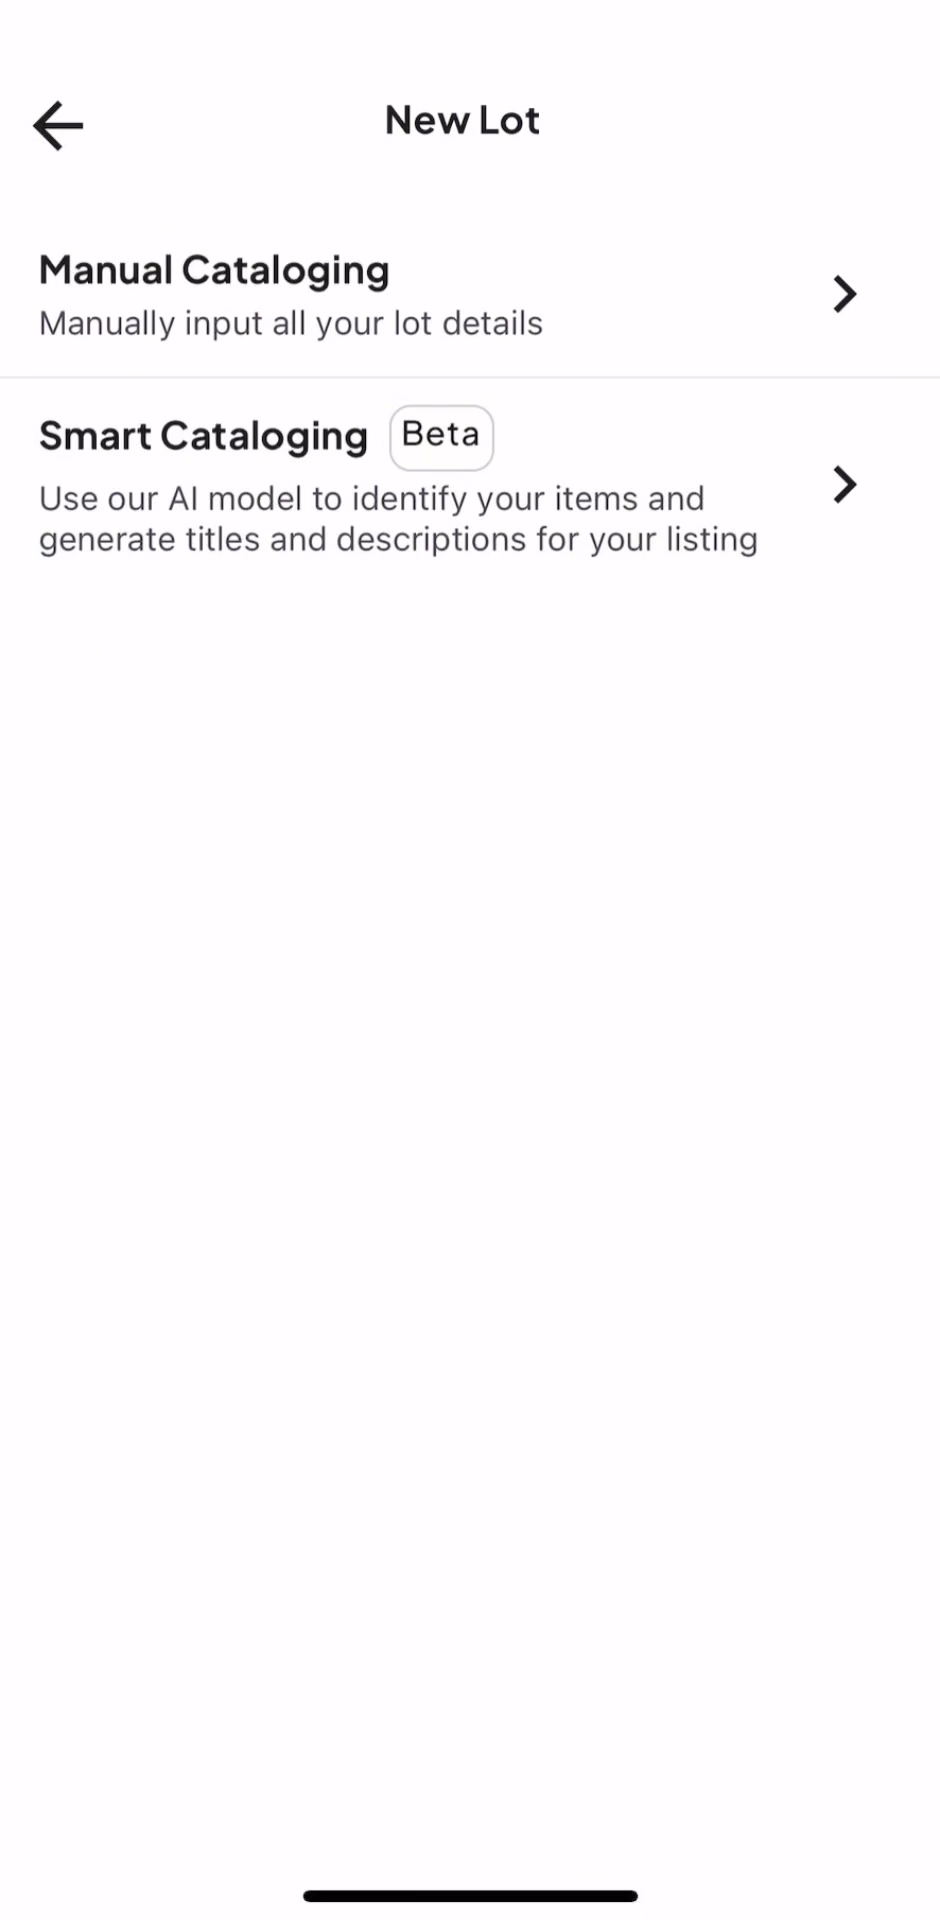 New Lot
Manual Cataloging
Manually input all your lot details
Smart Cataloging Beta
Use our AI model to identify your items and
generate titles and descriptions for your listing